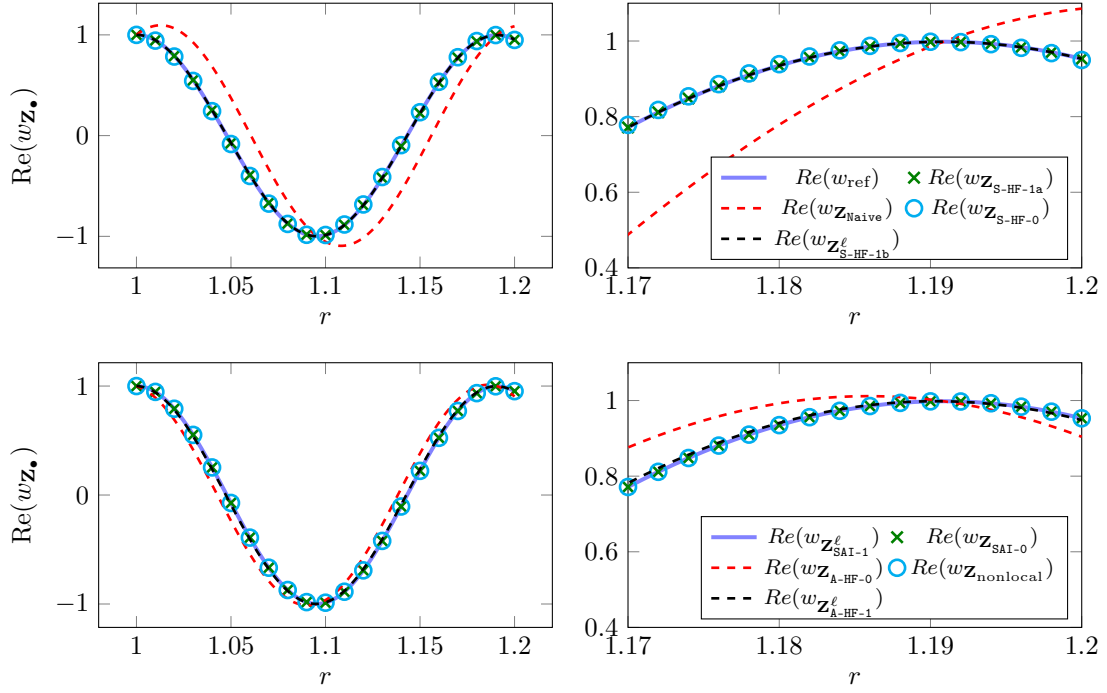 1
0
−1
Re(w𝐙•)
1 1.05 1.1 1.15 1.2
r
1
0.8
0.6
0.4
1.17 1.18 1.19 1.2
r
Re(w_ref) Re(w_𝐙_S-HF-1a)
Re(w_𝐙_Naive) Re(w_𝐙_S-HF-0)
Re(w_𝐙^ℓ_S-HF-1b)
1
0
−1
Re(w𝐙•)
1 1.05 1.1 1.15 1.2
r
1
0.8
0.6
0.4
1.17 1.18 1.19 1.2
r
Re(w_𝐙^ℓ_SAI-1) Re(w_𝐙_SAI-0)
Re(w_𝐙_A-HF-0) Re(w_𝐙_nonlocal)
Re(w_𝐙^ℓ_A-HF-1)